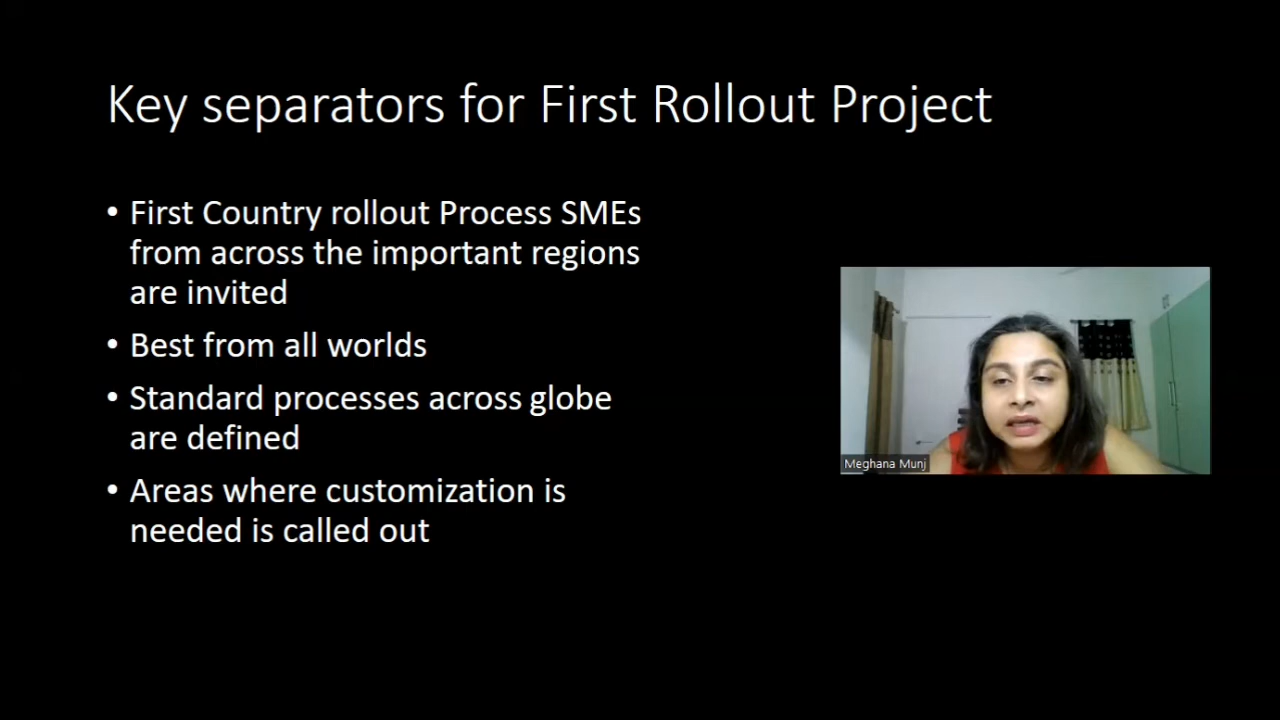 Key separators for First Rollout Project
• First Country rollout Process SMEs
from across the important regions
are invited
• Best from all worlds
• Standard processes across globe
are defined
• Areas where customization is
needed is called out
Meghana Munj